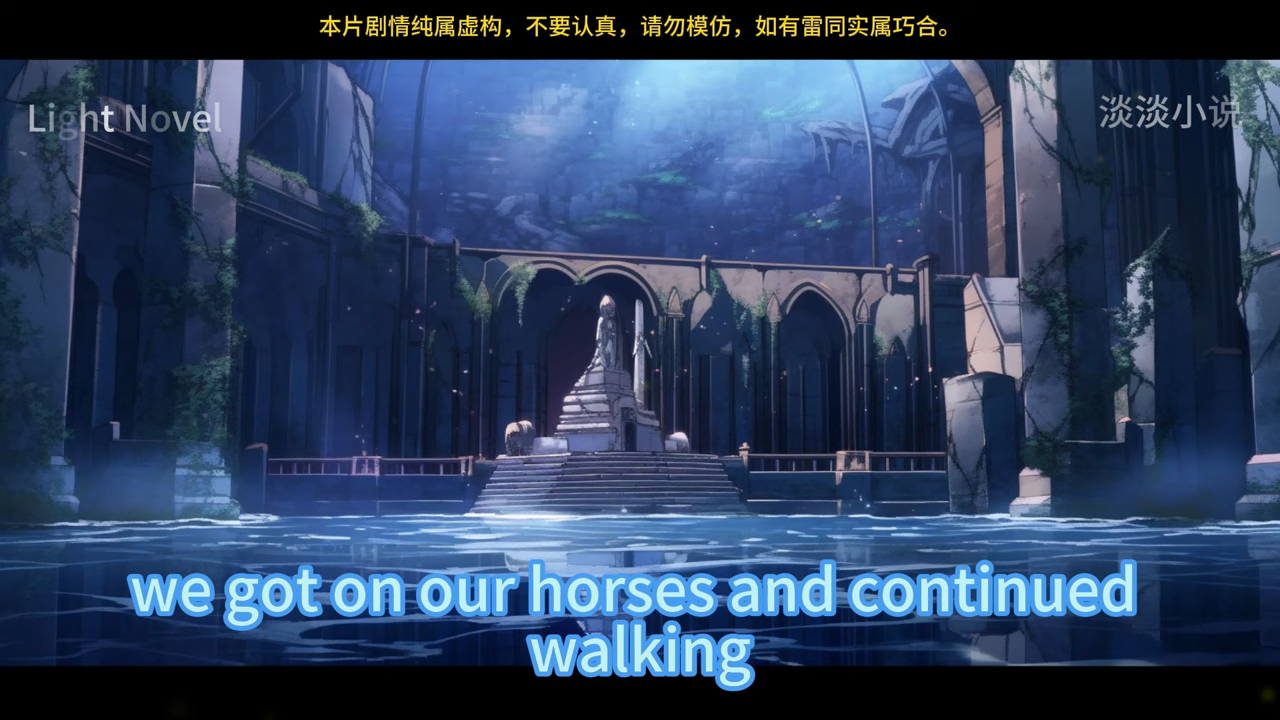 本片剧情纯属虚构，不要认真，请勿模仿，如有雷同实属巧合。
Light Novel
淡淡小说
we got on our horses and continued
walking